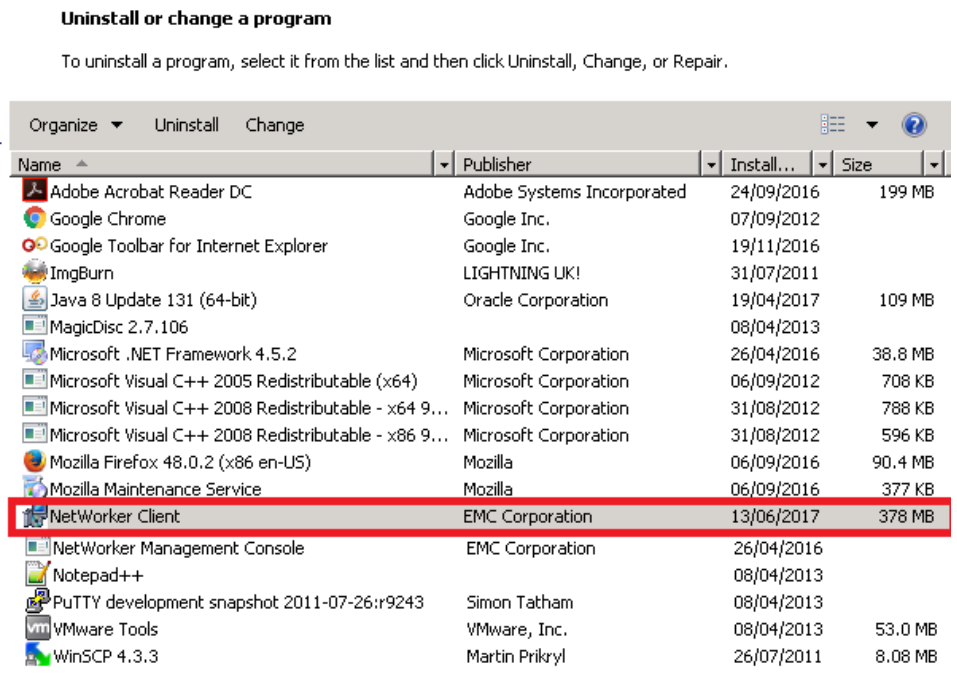 Uninstall or change a program
To uninstall a program, select it from the list and then click Uninstall, Change, or Repair.
Organize Uninstall Change
Name Publisher Install... Size
Adobe Acrobat Reader DC Adobe Systems Incorporated 24/09/2016 199 MB
Google Chrome Google Inc. 07/09/2012
Google Toolbar for Internet Explorer Google Inc. 19/11/2016
ImgBurn LIGHTNING UK! 31/07/2011
Java 8 Update 131 (64-bit) Oracle Corporation 19/04/2017 109 MB
MagicDisc 2.7.106 08/04/2013
Microsoft .NET Framework 4.5.2 Microsoft Corporation 26/04/2016 38.8 MB
Microsoft Visual C++ 2005 Redistributable (x64) Microsoft Corporation 06/09/2012 708 KB
Microsoft Visual C++ 2008 Redistributable - x64 9... Microsoft Corporation 31/08/2012 788 KB
Microsoft Visual C++ 2008 Redistributable - x86 9... Microsoft Corporation 31/08/2012 596 KB
Mozilla Firefox 48.0.2 (x86 en-US) Mozilla 06/09/2016 90.4 MB
Mozilla Maintenance Service Mozilla 06/09/2016 377 KB
NetWorker Client EMC Corporation 13/06/2017 378 MB
NetWorker Management Console EMC Corporation 26/04/2016
Notepad++ 08/04/2013
PuTTY development snapshot 2011-07-26:r9243 Simon Tatham 08/04/2013
vm VMware Tools VMware, Inc. 08/04/2013 53.0 MB
WinSCP 4.3.3 Martin Prikryl 26/07/2011 8.08 MB